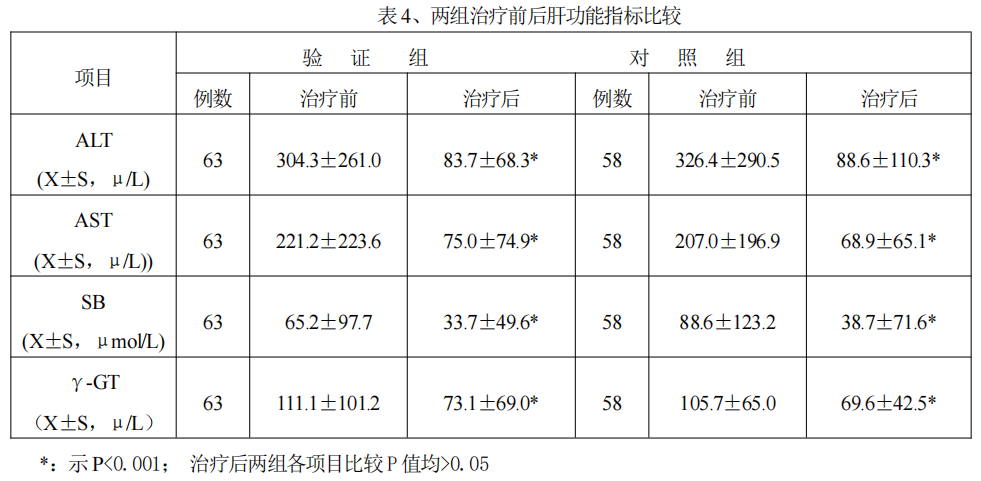 表 4、两组治疗前后肝功能指标比较
项目 验 证 组 对 照 组
例数 治疗前 治疗后 例数 治疗前 治疗后
ALT
(X±S，μ/L) 63 304.3±261.0 83.7±68.3* 58 326.4±290.5 88.6±110.3*
AST
(X±S，μ/L)) 63 221.2±223.6 75.0±74.9* 58 207.0±196.9 68.9±65.1*
SB
(X±S，μmol/L) 63 65.2±97.7 33.7±49.6* 58 88.6±123.2 38.7±71.6*
γ-GT
（X±S，μ/L） 63 111.1±101.2 73.1±69.0* 58 105.7±65.0 69.6±42.5*
*：示 P<0.001； 治疗后两组各项目比较 P 值均>0.05